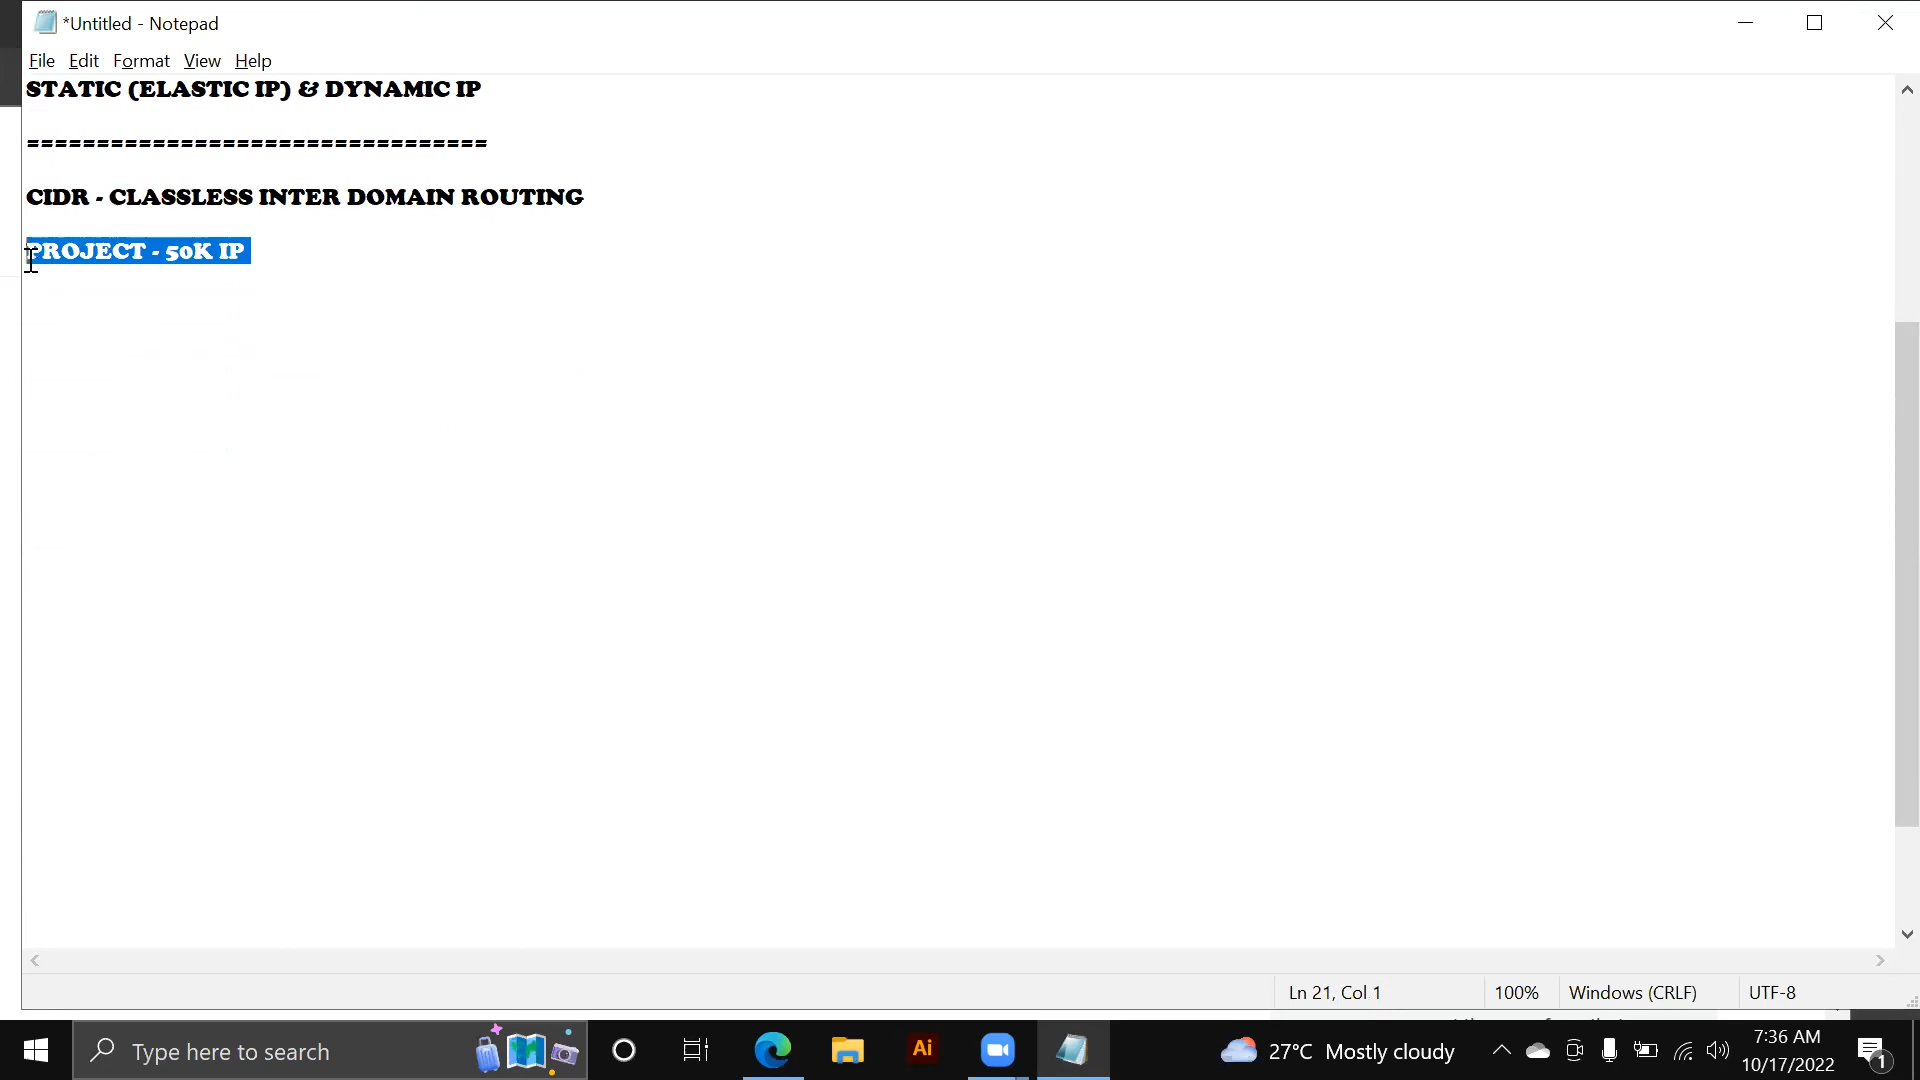 *Untitled - Notepad
File Edit Format View Help
STATIC (ELASTIC IP) & DYNAMIC IP
=================================
CIDR - CLASSLESS INTER DOMAIN ROUTING
PROJECT - 50K IP
Ln 21, Col 1
100%
Windows (CRLF)
UTF-8
Type here to search
Ai
27°C Mostly cloudy
7:36 AM
10/17/2022
1